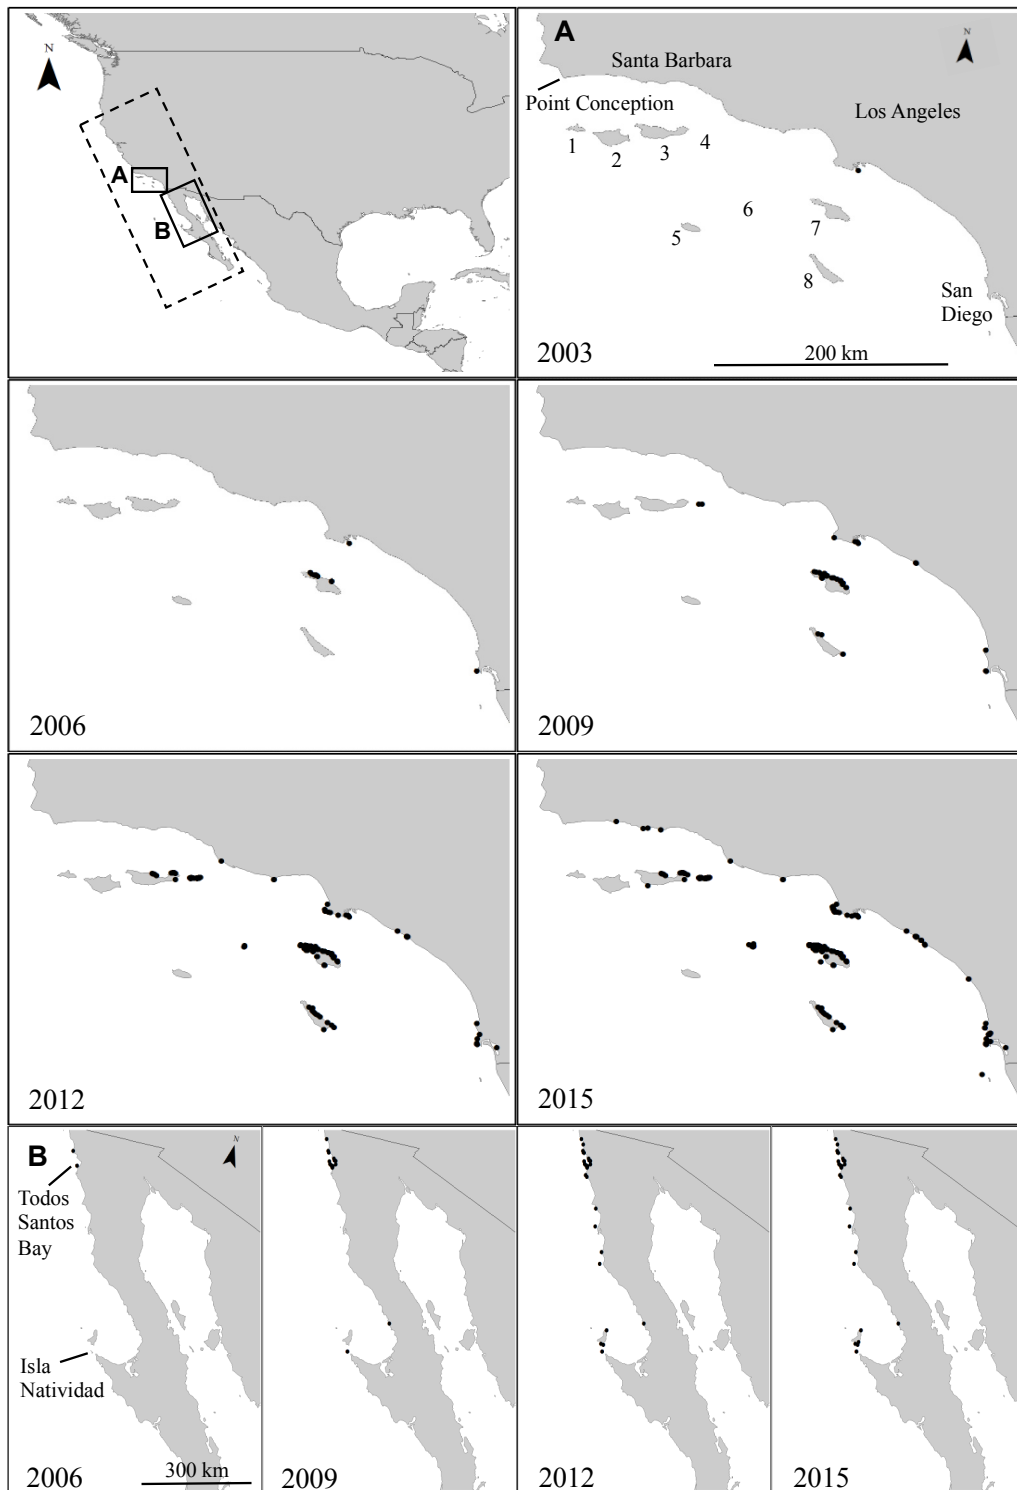 N
A
B
A
N
Santa Barbara
Point Conception
Los Angeles
1
2
3
4
5
6
7
8
San
Diego
2003
200 km
2006
2009
2012
2015
B
N
Todos
Santos
Bay
Isla
Natividad
2006
300 km
2009
2012
2015